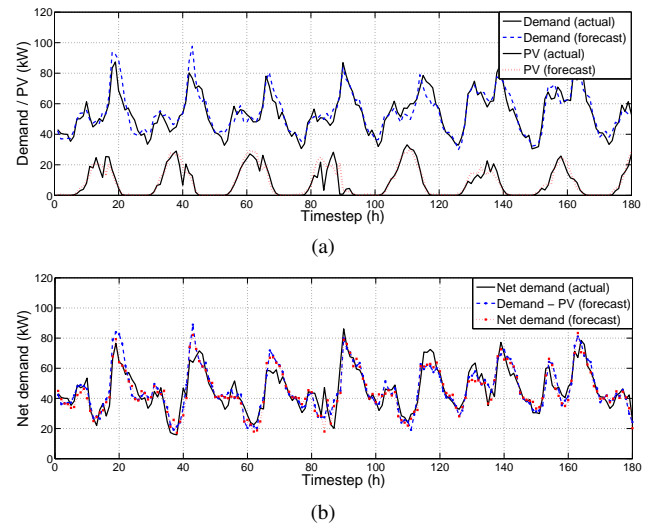 120
100
80
60
40
20
0
Demand / PV (kW)
Demand (actual)
Demand (forecast)
PV (actual)
PV (forecast)
0 20 40 60 80 100 120 140 160 180
Timestep (h)
(a)
120
100
80
60
40
20
0
Net demand (kW)
Net demand (actual)
Demand − PV (forecast)
Net demand (forecast)
0 20 40 60 80 100 120 140 160 180
Timestep (h)
(b)